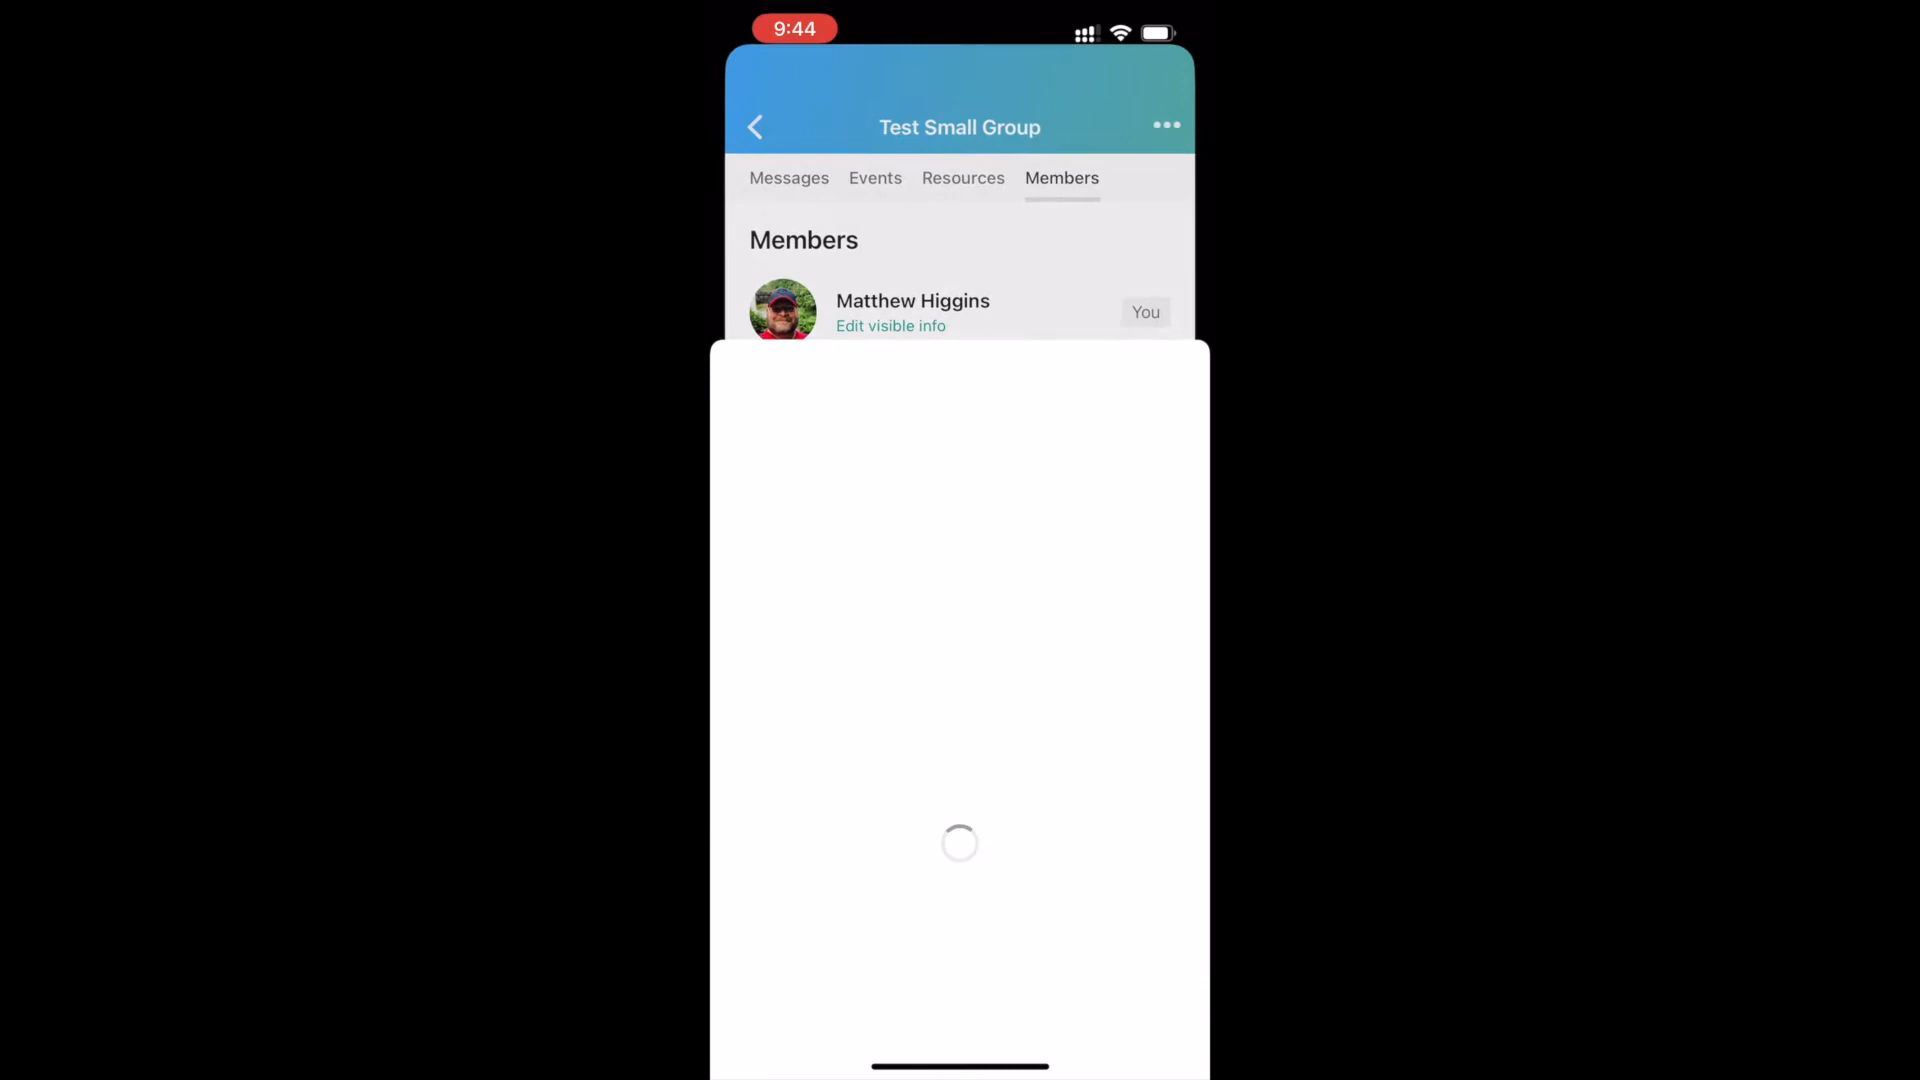 9:44
Test Small Group
Messages Events Resources Members
Members
Matthew Higgins
Edit visible info
You